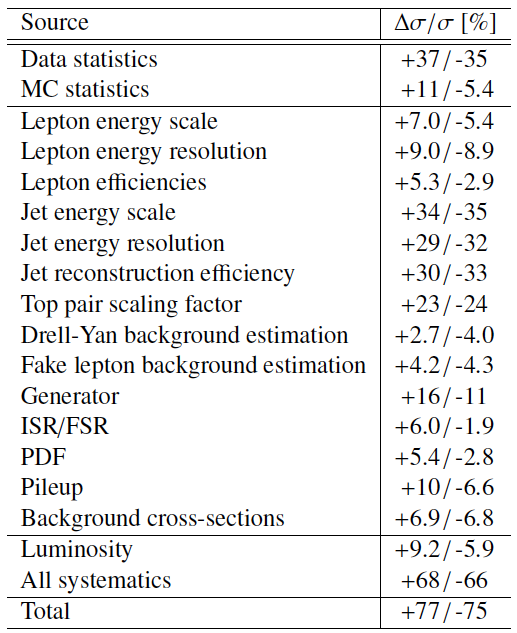 Source Δσ/σ [%]
Data statistics +37/-35
MC statistics +11/-5.4
Lepton energy scale +7.0/-5.4
Lepton energy resolution +9.0/-8.9
Lepton efficiencies +5.3/-2.9
Jet energy scale +34/-35
Jet energy resolution +29/-32
Jet reconstruction efficiency +30/-33
Top pair scaling factor +23/-24
Drell-Yan background estimation +2.7/-4.0
Fake lepton background estimation +4.2/-4.3
Generator +16/-11
ISR/FSR +6.0/-1.9
PDF +5.4/-2.8
Pileup +10/-6.6
Background cross-sections +6.9/-6.8
Luminosity +9.2/-5.9
All systematics +68/-66
Total +77/-75